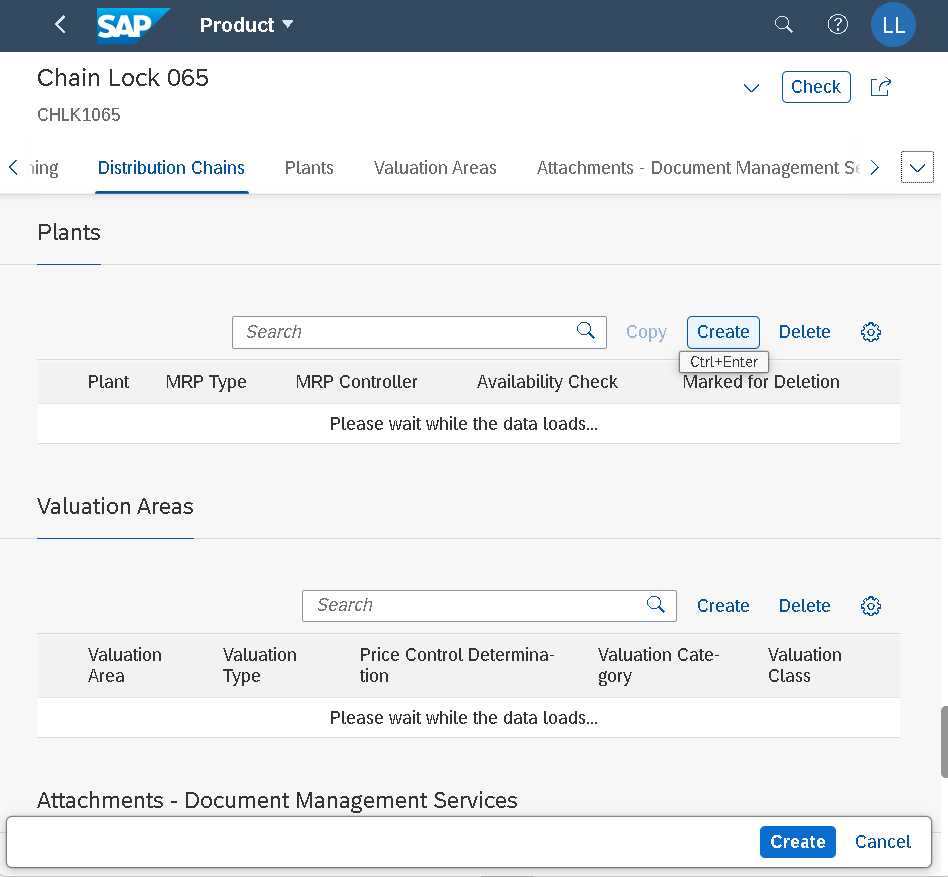 SAP Product LL
Chain Lock 065
CHLK1065
Check
ning Distribution Chains Plants Valuation Areas Attachments - Document Management Se
Plants
Search Copy Create Delete
Ctrl+Enter
Plant MRP Type MRP Controller Availability Check Marked for Deletion
Please wait while the data loads...
Valuation Areas
Search Create Delete
Valuation Area Valuation Type Price Control Determina-
tion Valuation Cate-
gory Valuation Class
Please wait while the data loads...
Attachments - Document Management Services
Create Cancel